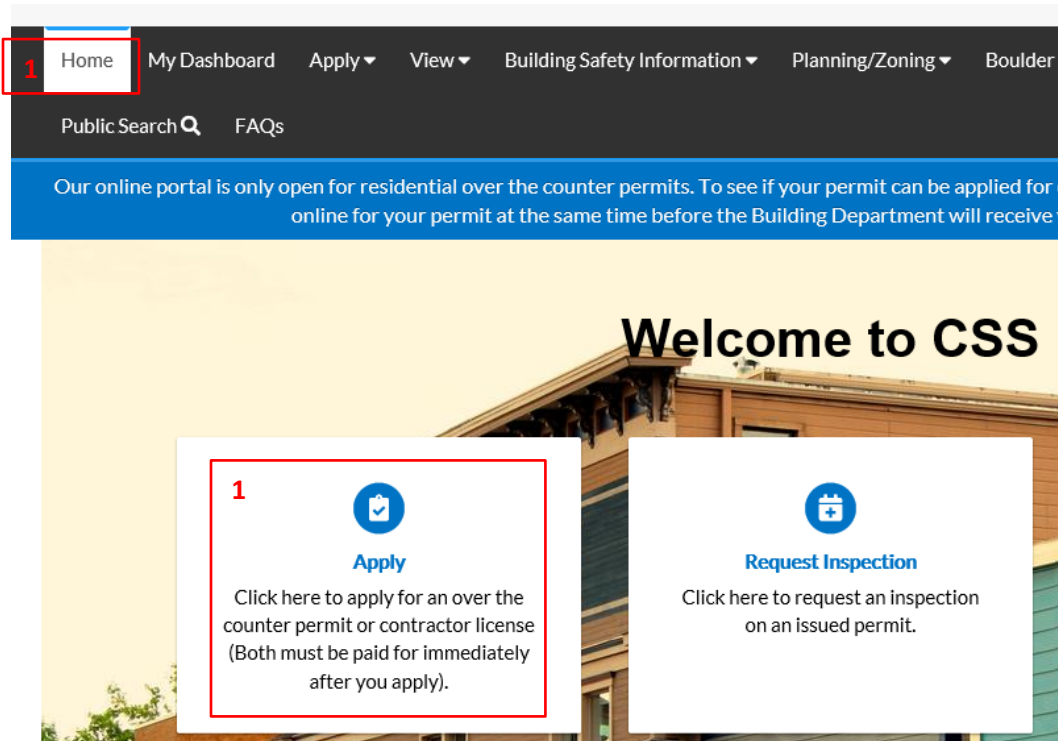 1 Home My Dashboard Apply View Building Safety Information Planning/Zoning Boulder
Public Search FAQs
Our online portal is only open for residential over the counter permits. To see if your permit can be applied for
online for your permit at the same time before the Building Department will receive
Welcome to CSS
1
Apply
Click here to apply for an over the
counter permit or contractor license
(Both must be paid for immediately
after you apply).
Request Inspection
Click here to request an inspection
on an issued permit.